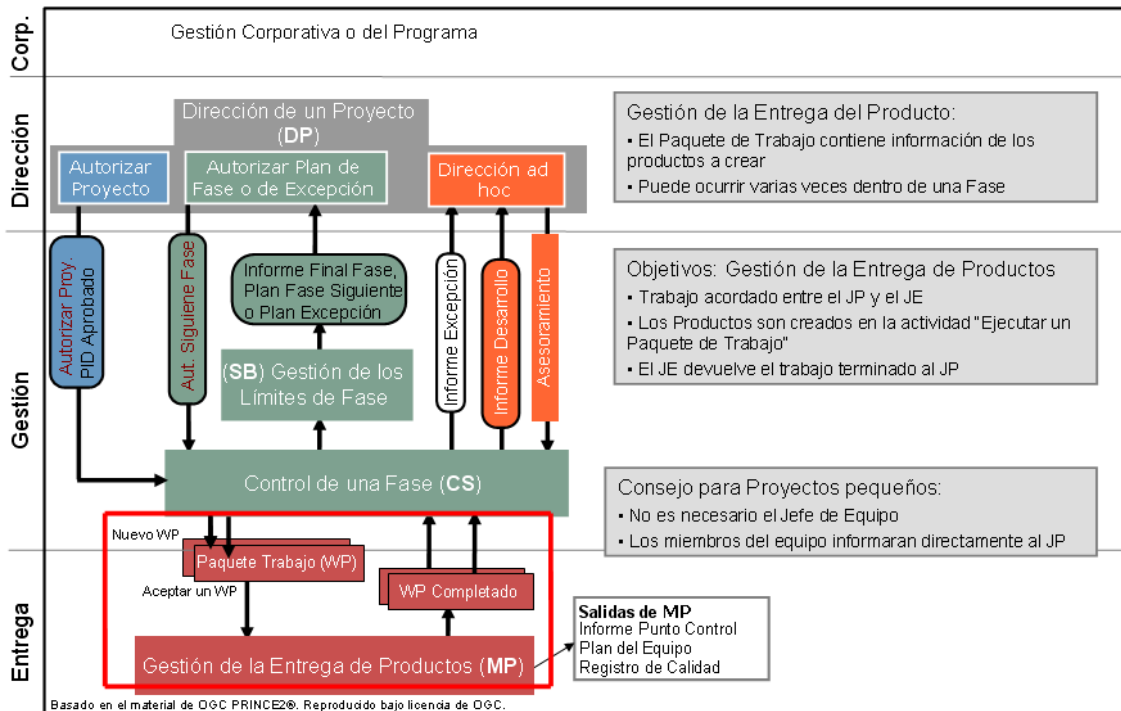 Corp.
Gestión Corporativa o del Programa
Dirección
Dirección de un Proyecto
(DP)
Autorizar
Proyecto
Autorizar Plan de
Fase o de Excepción
Dirección ad
hoc
Gestión de la Entrega del Producto:
▪ El Paquete de Trabajo contiene información de los
productos a crear
▪ Puede ocurrir varias veces dentro de una Fase
Gestión
Autorizar Proy.
PID Aprobado
Aut. Siguiene Fase
Informe Final Fase,
Plan Fase Siguiente
o Plan Excepción
(SB) Gestión de los
Límites de Fase
Informe Excepción
Informe Desarrollo
Asesoramiento
Objetivos: Gestión de la Entrega de Productos
▪ Trabajo acordado entre el JP y el JE
▪ Los Productos son creados en la actividad "Ejecutar un
Paquete de Trabajo"
▪ El JE devuelve el trabajo terminado al JP
Control de una Fase (CS)
Consejo para Proyectos pequeños:
▪ No es necesario el Jefe de Equipo
▪ Los miembros del equipo informaran directamente al JP
Entrega
Nuevo WP
Paquete Trabajo (WP)
Aceptar un WP
WP Completado
Gestión de la Entrega de Productos (MP)
Salidas de MP
Informe Punto Control
Plan del Equipo
Registro de Calidad
Basado en el material de OGC PRINCE2®. Reproducido bajo licencia de OGC.